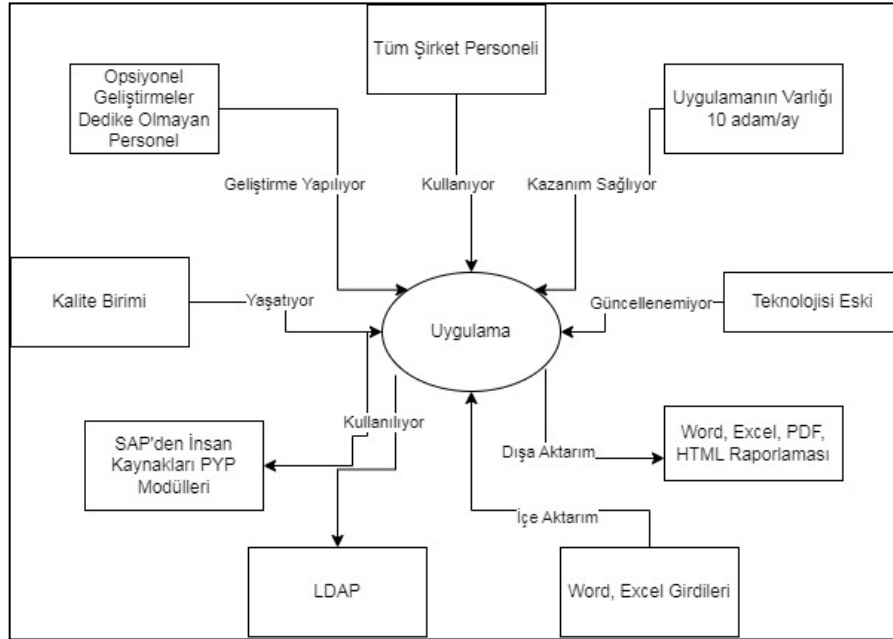 Tüm Şirket Personeli
Opsiyonel
Geliştirmeler
Dedike Olmayan
Personel
Uygulamanın Varlığı
10 adam/ay
Geliştirme Yapılıyor
Kullanıyor
Kazanım Sağlıyor
Kalite Birimi
Yaşatıyor
Uygulama
Güncellenemiyor
Teknolojisi Eski
Kullanılıyor
SAP'den İnsan
Kaynakları PYP
Modülleri
Dışa Aktarım
Word, Excel, PDF,
HTML Raporlaması
İçe Aktarım
LDAP
Word, Excel Girdileri